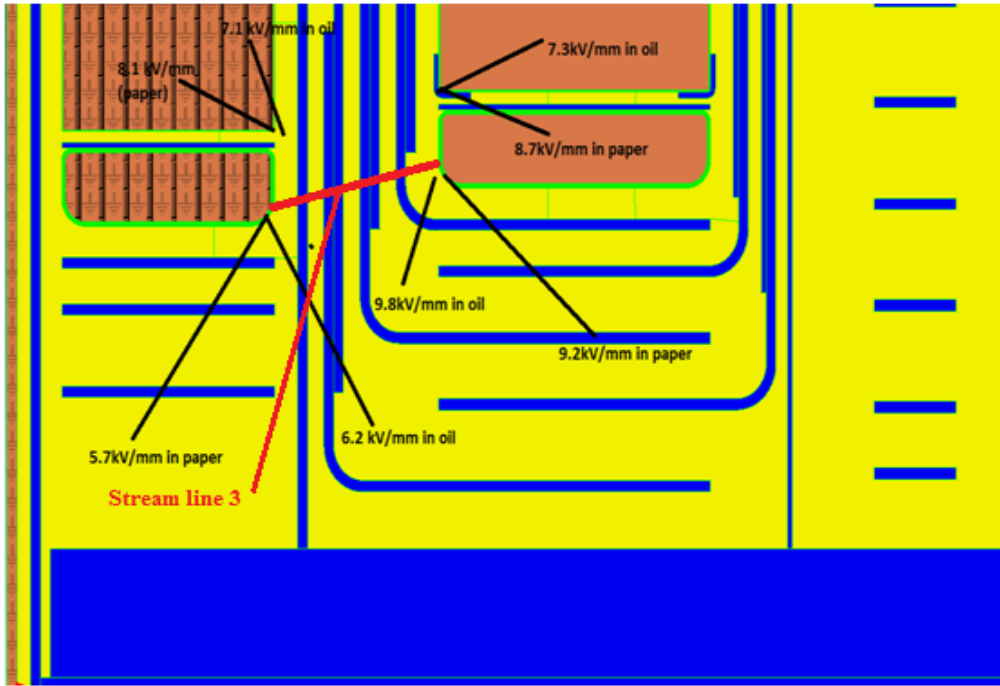 7.1 kV/mm in oil
8.1 kV/mm
(paper)
7.3kV/mm in oil
8.7kV/mm in paper
9.8kV/mm in oil
9.2kV/mm in paper
6.2 kV/mm in oil
5.7kV/mm in paper
Stream line 3